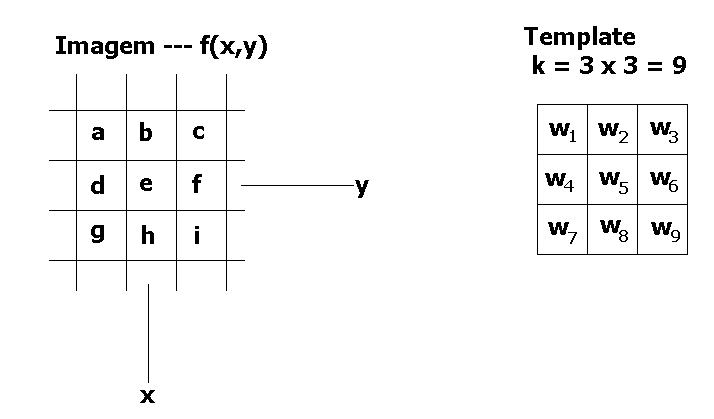 Imagem --- f(x,y)
Template
k = 3 x 3 = 9
a b c
d e f
g h i
y
x
w1 w2 w3
w4 w5 w6
w7 w8 w9